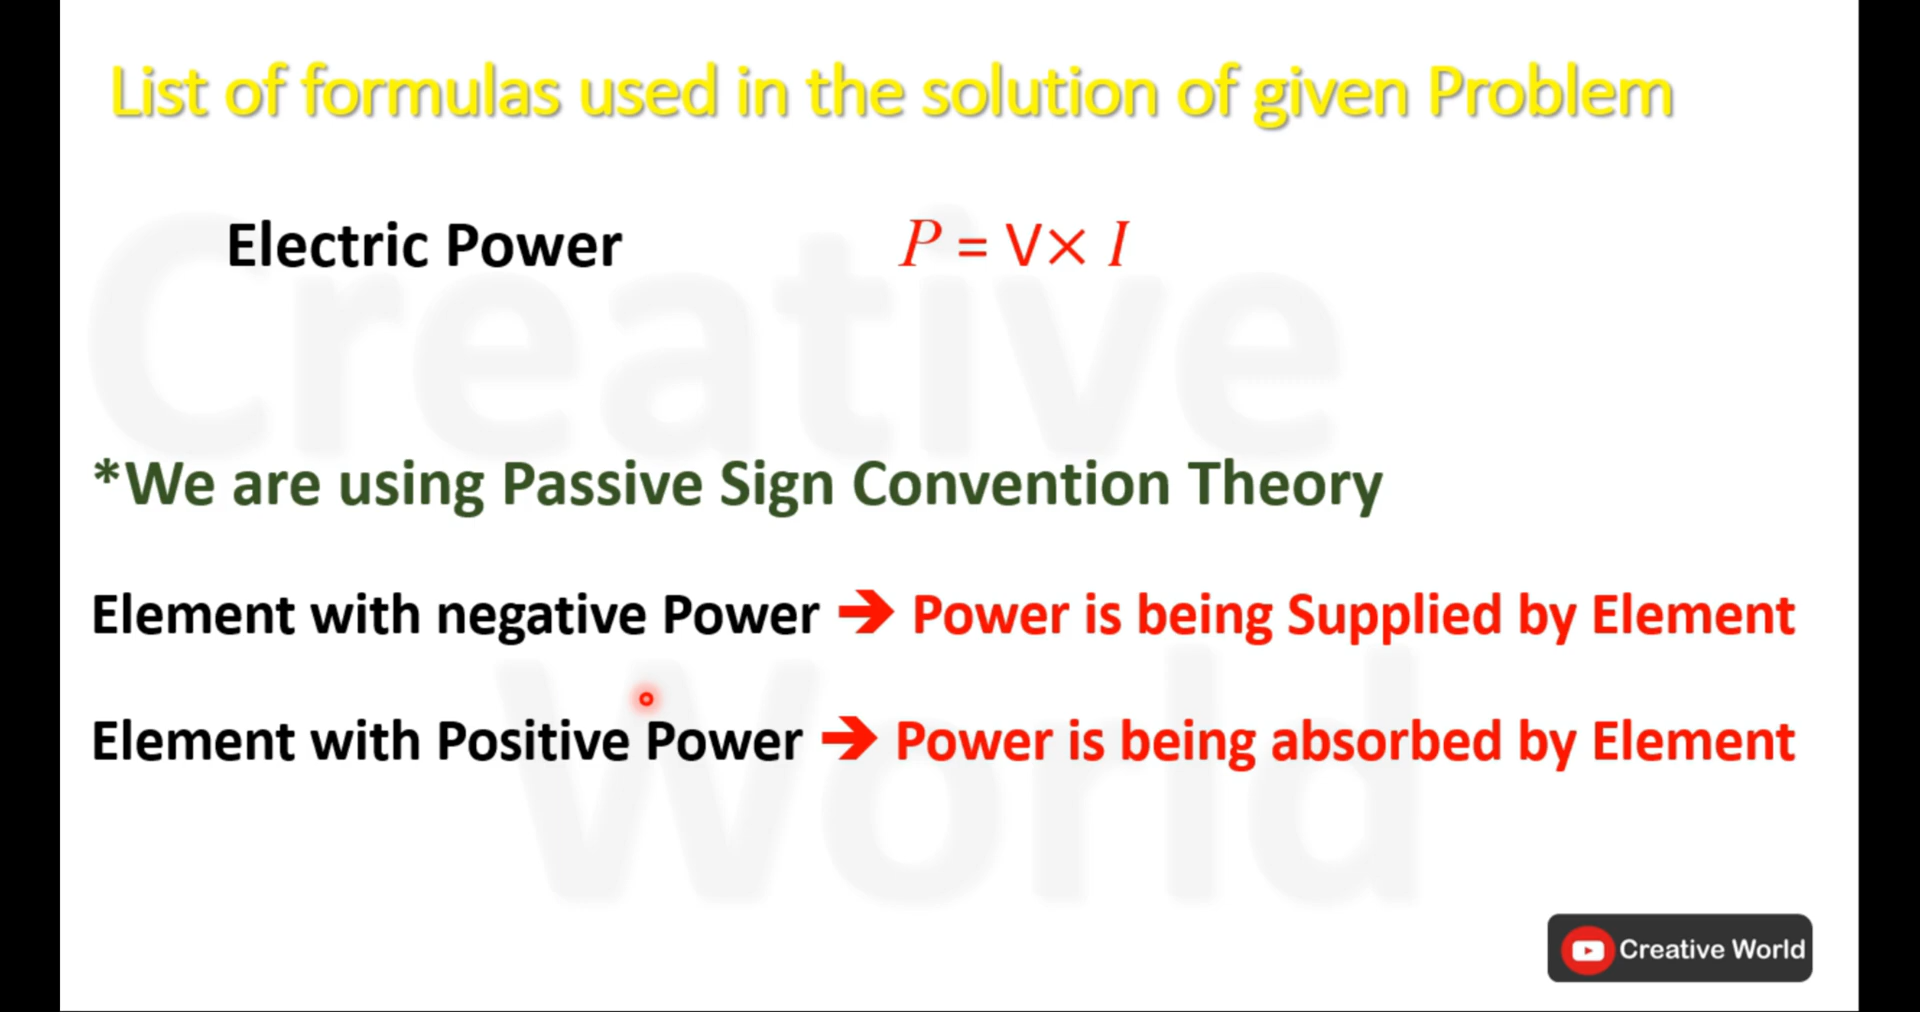 List of formulas used in the solution of given Problem
Electric Power P = V× I
*We are using Passive Sign Convention Theory
Element with negative Power ➔ Power is being Supplied by Element
Element with Positive Power ➔ Power is being absorbed by Element
Creative
World
Creative World